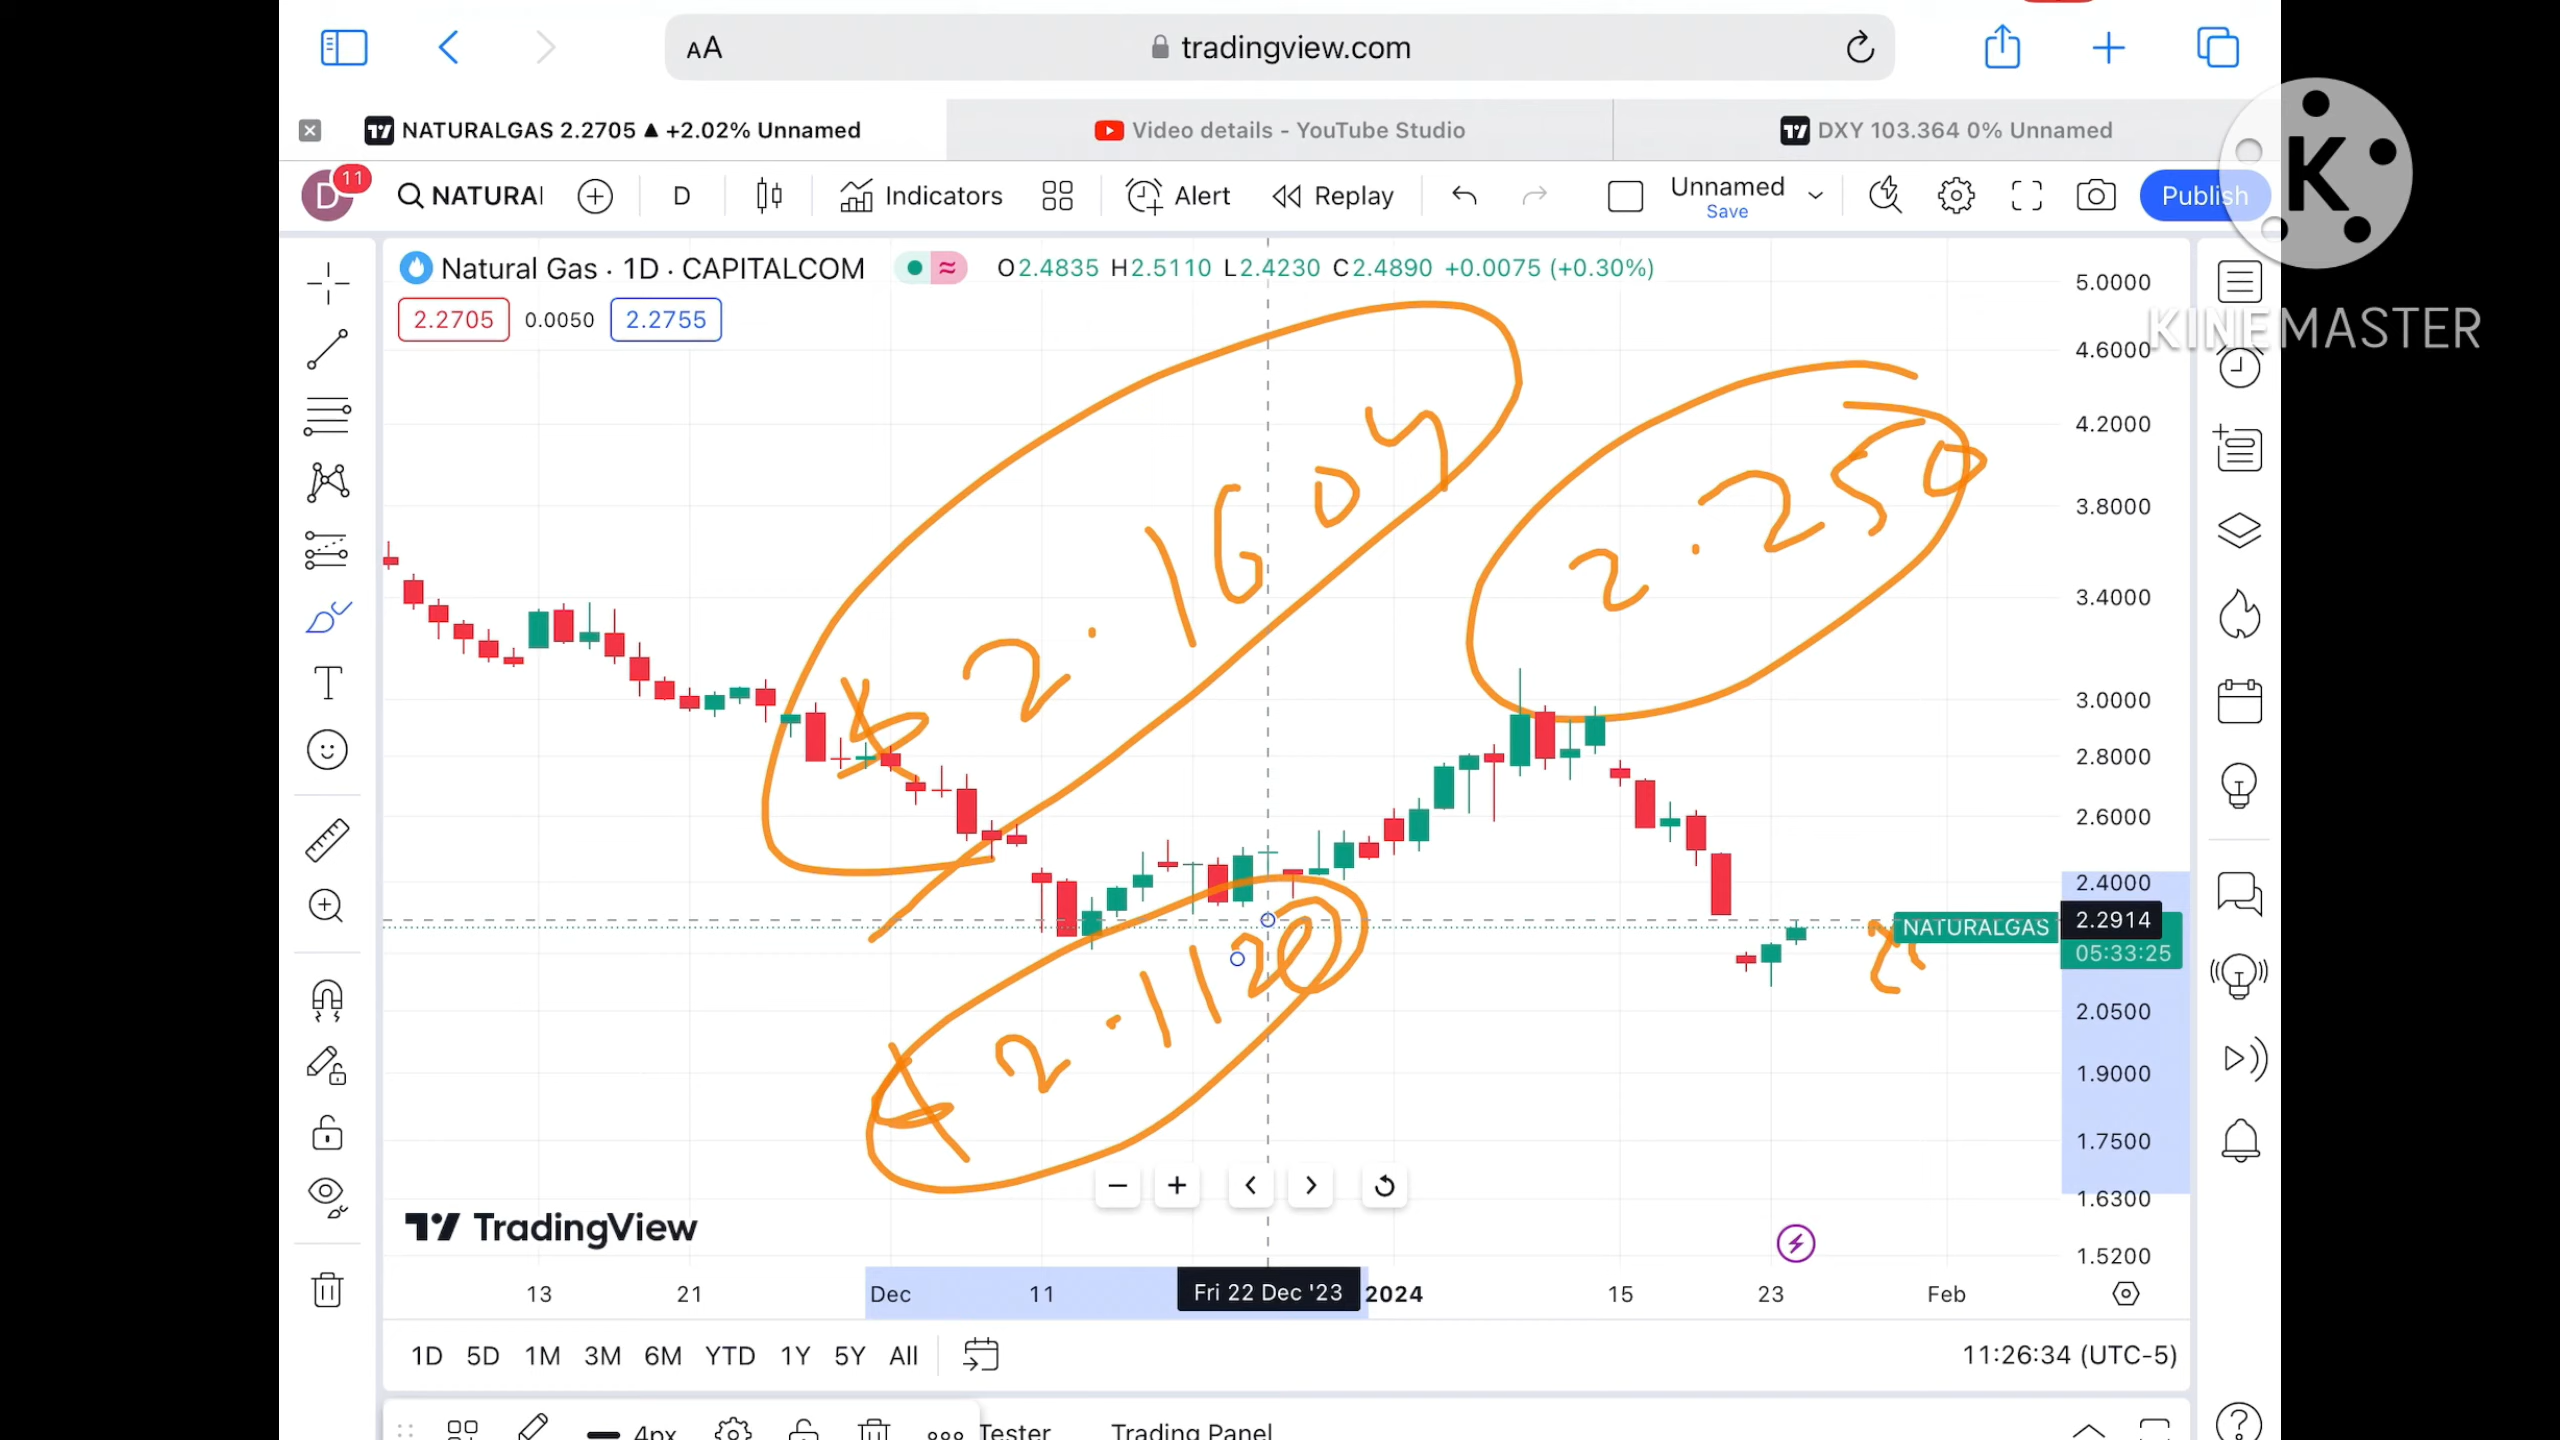 AA tradingview.com
NATURALGAS 2.2705 ▲ +2.02% Unnamed Video details - YouTube Studio DXY 103.364 0% Unnamed
D 11 NATURA D Indicators Alert Replay Unnamed Save Publish
K
KINEMASTER
Natural Gas · 1D · CAPITALCOM O2.4835 H2.5110 L2.4230 C2.4890 +0.0075 (+0.30%)
2.2705 0.0050 2.2755
5.0000
4.6000
4.2000
3.8000
3.4000
3.0000
2.8000
2.6000
2.4000
2.2914
NATURALGAS
05:33:25
2.0500
1.9000
1.7500
1.6300
1.5200
2.160
2.250
2.112
TradingView
13 21 Dec 11 Fri 22 Dec '23 2024 15 23 Feb
1D 5D 1M 3M 6M YTD 1Y 5Y All 11:26:34 (UTC-5)
4px Tester Trading Panel